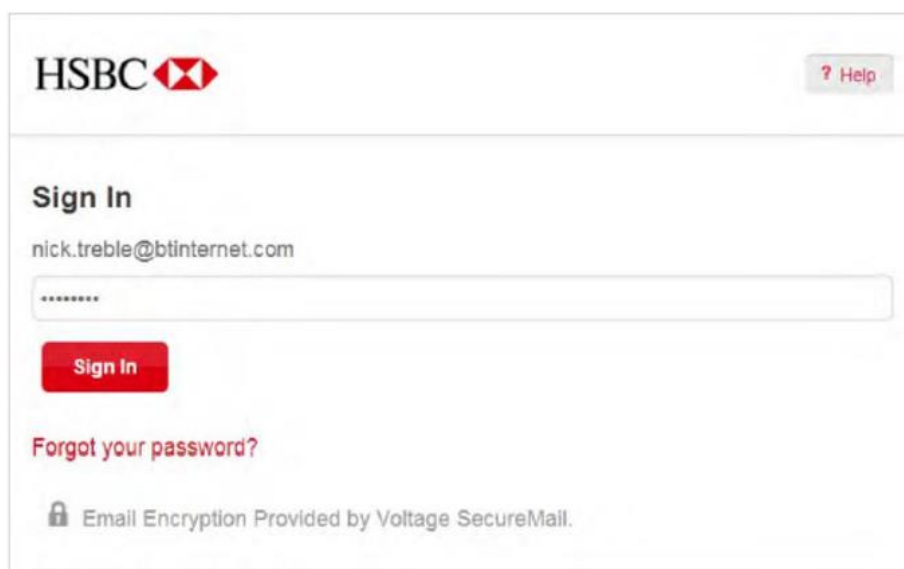 HSBC
? Help
Sign In
nick.treble@btinternet.com
••••••••
Sign In
Forgot your password?
Email Encryption Provided by Voltage SecureMail.